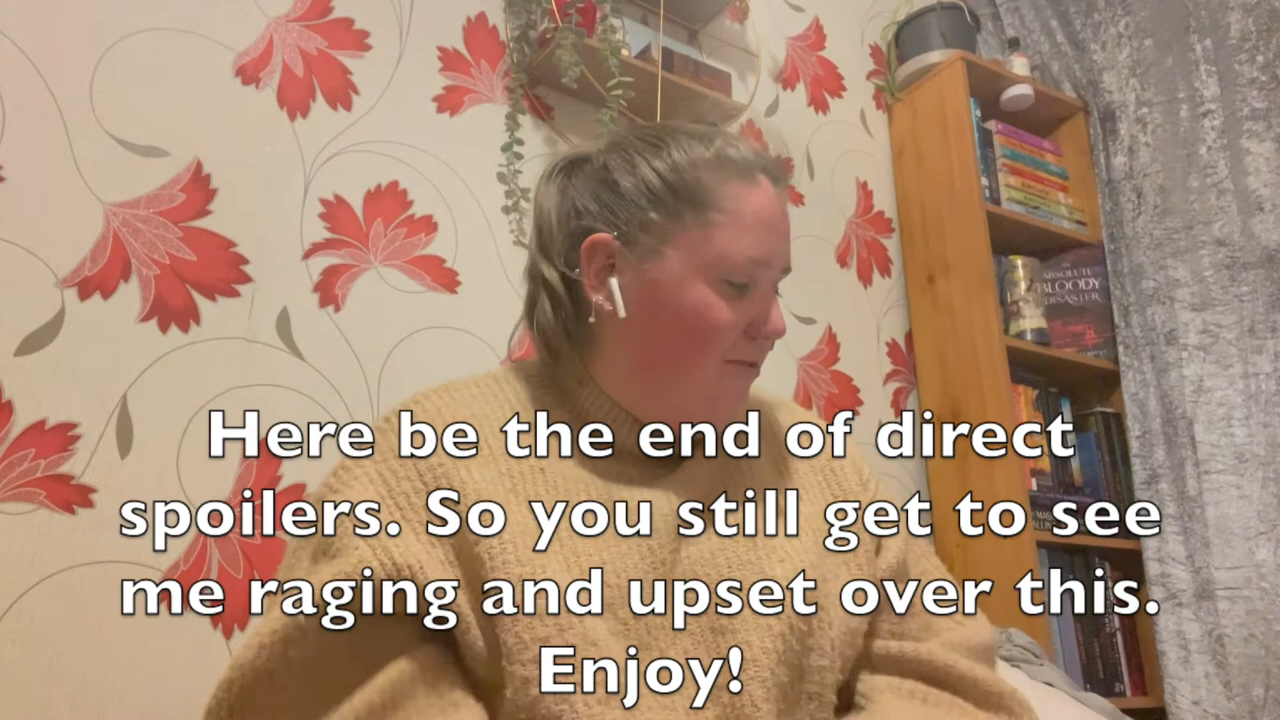 AN
ABSOLUTE
BLOODY
DISASTER
Here be the end of direct
spoilers. So you still get to see
me raging and upset over this.
Enjoy!